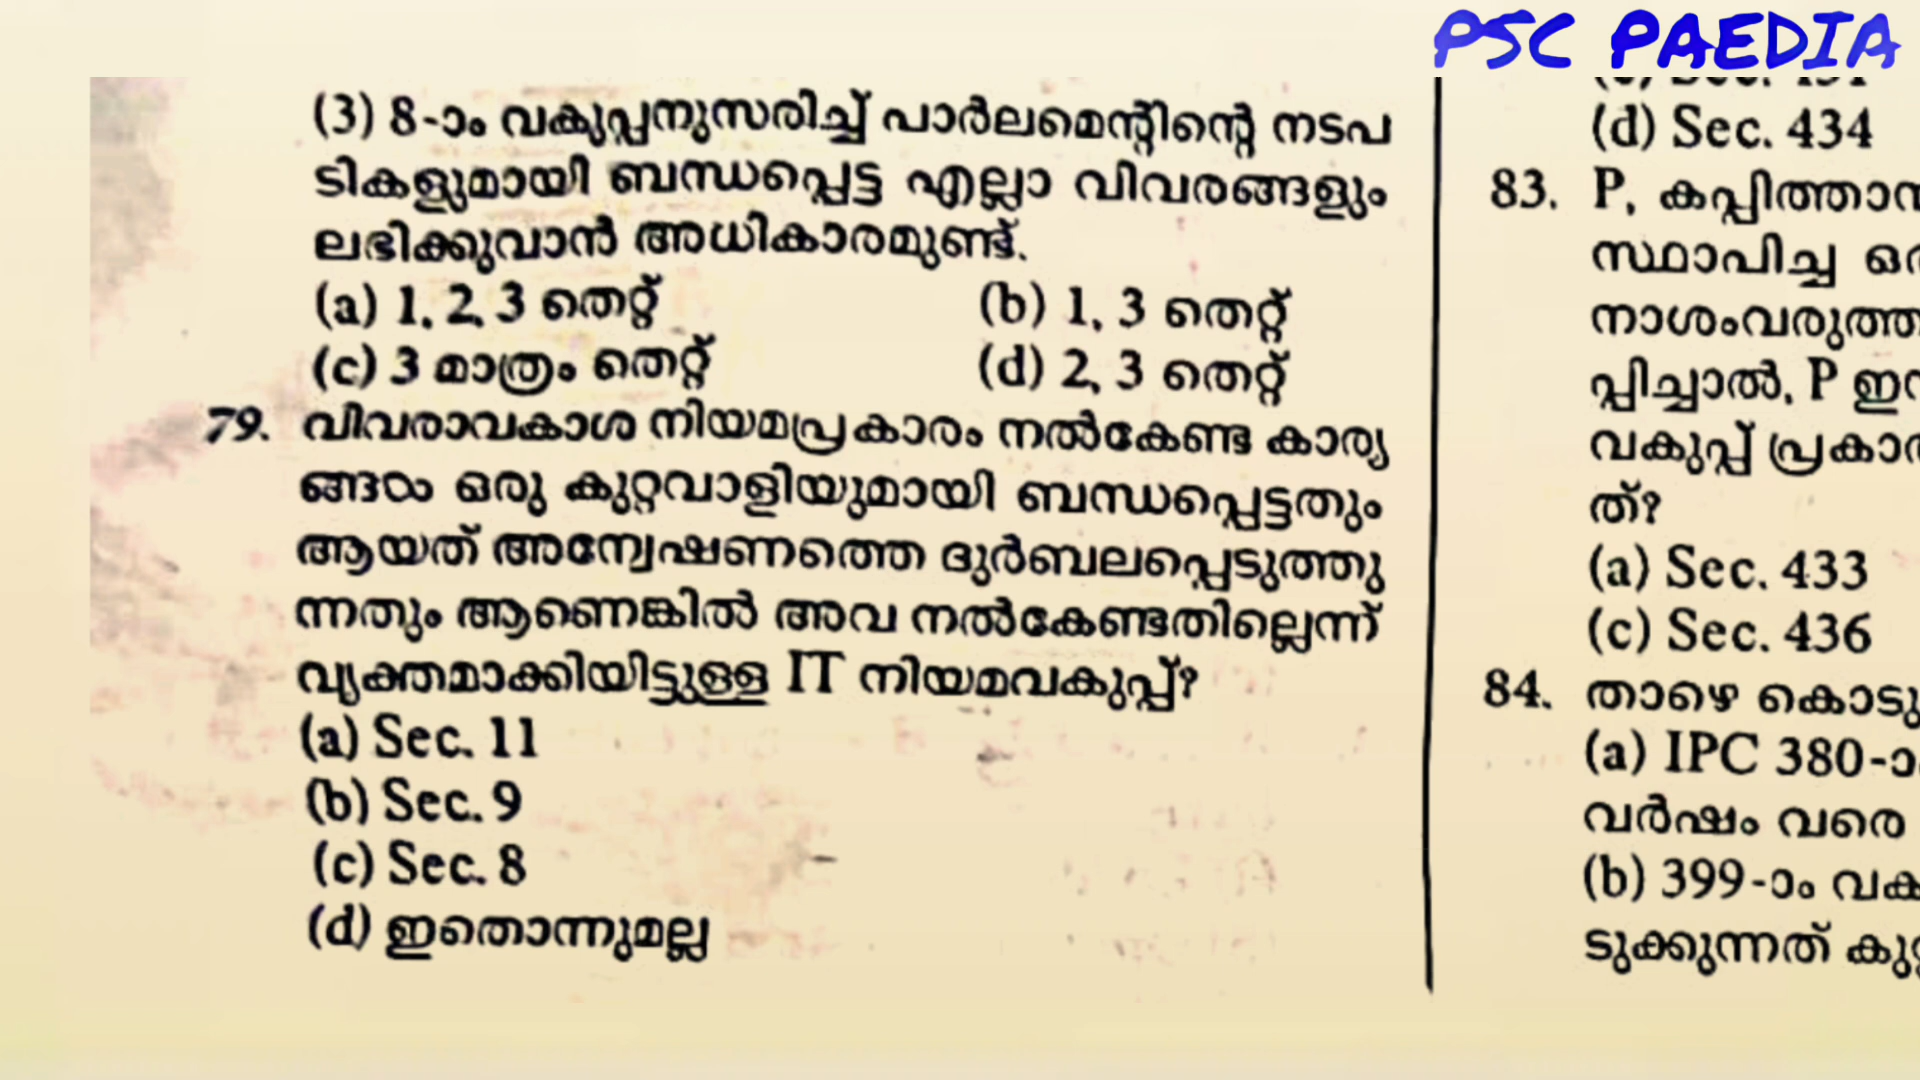 PSC PAEDIA
(3) 8-ാം വകുപ്പനുസരിച്ച് പാർലമെന്റിന്റെ നടപ
ടികളുമായി ബന്ധപ്പെട്ട എല്ലാ വിവരങ്ങളും
ലഭിക്കുവാൻ അധികാരമുണ്ട്.
(a) 1, 2, 3 തെറ്റ് (b) 1, 3 തെറ്റ്
(c) 3 മാത്രം തെറ്റ് (d) 2, 3 തെറ്റ്
79. വിവരാവകാശ നിയമപ്രകാരം നൽകേണ്ട കാര്യ
ങ്ങൾ ഒരു കുറ്റവാളിയുമായി ബന്ധപ്പെട്ടതും
ആയത് അന്വേഷണത്തെ ദുർബലപ്പെടുത്തു
ന്നതും ആണെങ്കിൽ അവ നൽകേണ്ടതില്ലെന്ന്
വ്യക്തമാക്കിയിട്ടുള്ള IT നിയമവകുപ്പ്?
(a) Sec. 11
(b) Sec. 9
(c) Sec. 8
(d) ഇതൊന്നുമല്ല
(d) Sec. 434
83. P, കപ്പിത്താൻ
സ്ഥാപിച്ച
നാശംവരുത്ത
പ്പിച്ചാൽ, P
വകുപ്പ് പ്രകാര
ത്?
(a) Sec. 433
(c) Sec. 436
84. താഴെ കൊടു
(a) IPC 380-ാ
വർഷം വരെ
(b) 399-ാം വക
ടുക്കുന്നത് കുറ്റ